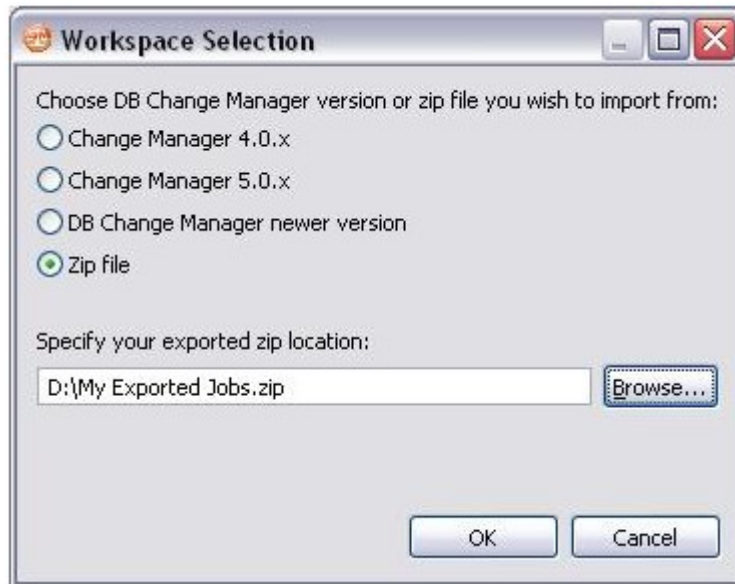 Workspace Selection
Choose DB Change Manager version or zip file you wish to import from:
Change Manager 4.0.x
Change Manager 5.0.x
DB Change Manager newer version
Zip file
Specify your exported zip location:
D:\My Exported Jobs.zip
Browse...
OK
Cancel